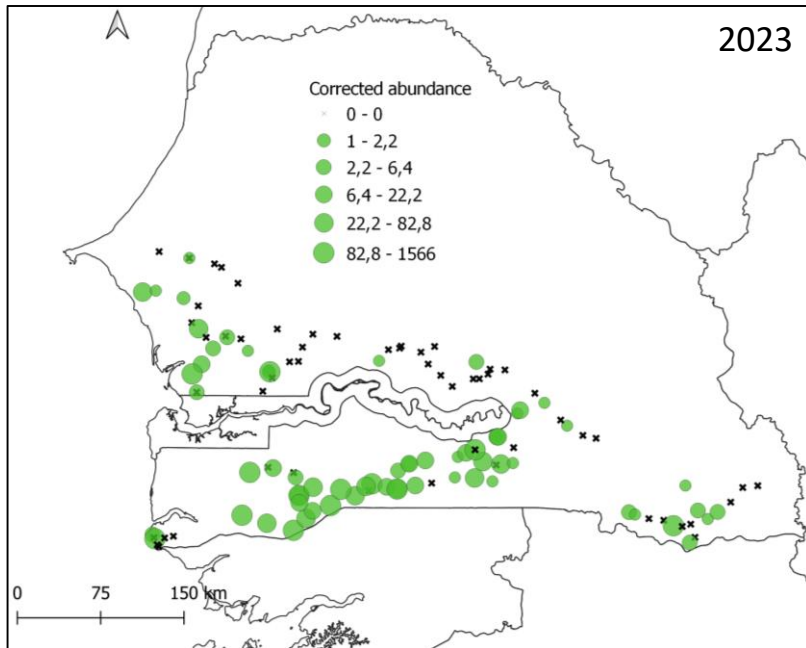 2023
Corrected abundance
0 - 0
1 - 2,2
2,2 - 6,4
6,4 - 22,2
22,2 - 82,8
82,8 - 1566
0 75 150 km